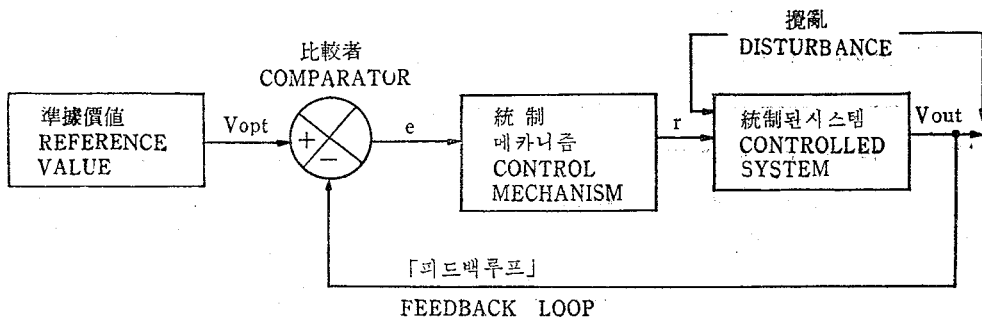 攪亂
DISTURBANCE
比較者
COMPARATOR
準據價値
REFERENCE
VALUE
Vopt
+
−
e
統制
메카니즘
CONTROL
MECHANISM
r
統制된시스템
CONTROLLED
SYSTEM
Vout
「피드백루프」
FEEDBACK LOOP